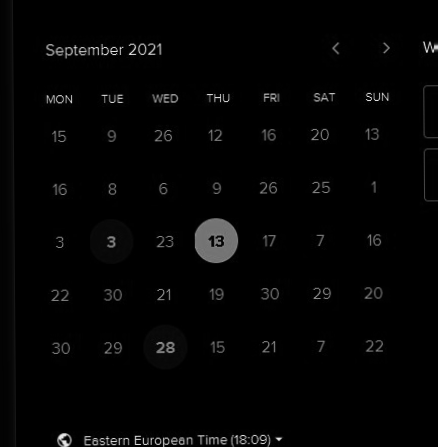 September 2021
MON TUE WED THU FRI SAT SUN
15 9 26 12 16 20 13
16 8 6 9 26 25 1
3 3 23 13 17 7 16
22 30 21 19 30 29 20
30 29 28 15 21 7 22
Eastern European Time (18:09)